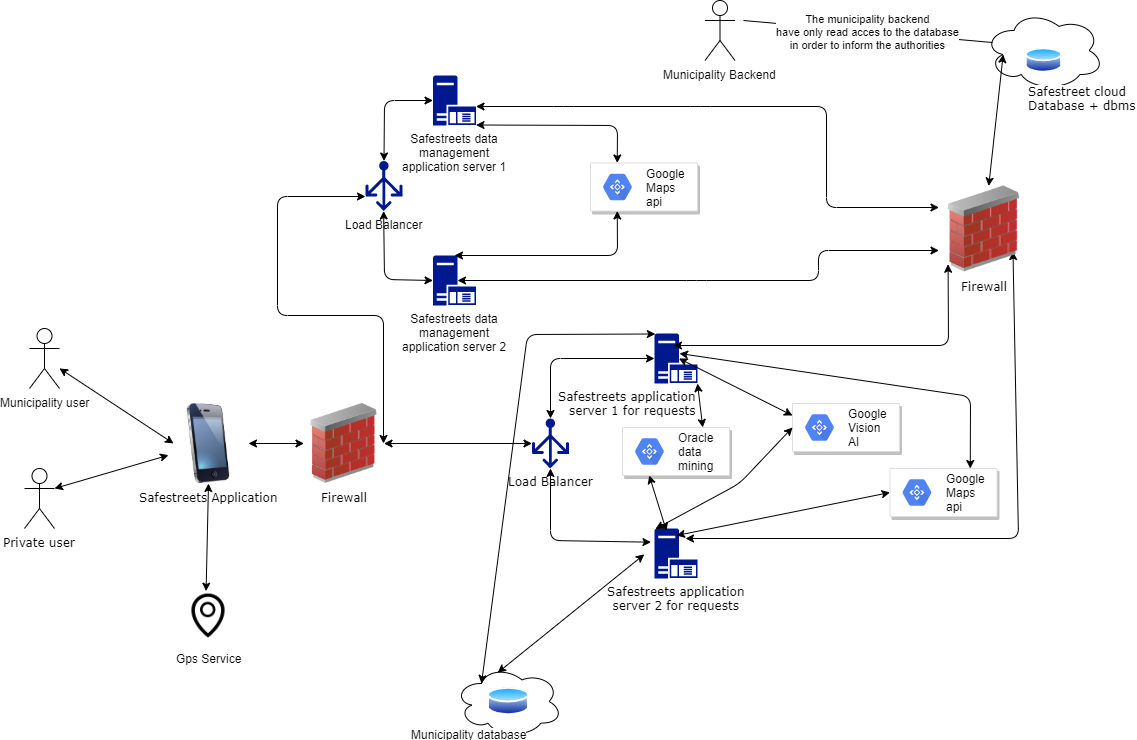 The municipality backend
have only read acces to the database
in order to inform the authorities
Municipality Backend
Safestreet cloud
Database + dbms
Safestreets data
management
application server 1
Google
Maps
api
Load Balancer
Firewall
Safestreets data
management
application server 2
Municipality user
Safestreets application
server 1 for requests
Google
Vision
AI
Oracle
data
mining
Load Balancer
Google
Maps
api
Safestreets Application
Firewall
Private user
Safestreets application
server 2 for requests
Gps Service
Municipality database